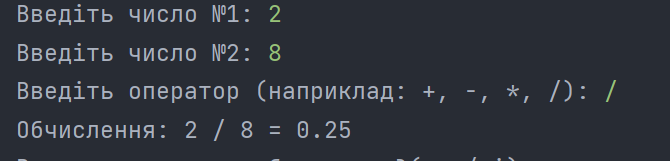 Введіть число №1: 2
Введіть число №2: 8
Введіть оператор (наприклад: +, -, *, /): /
Обчислення: 2 / 8 = 0.25